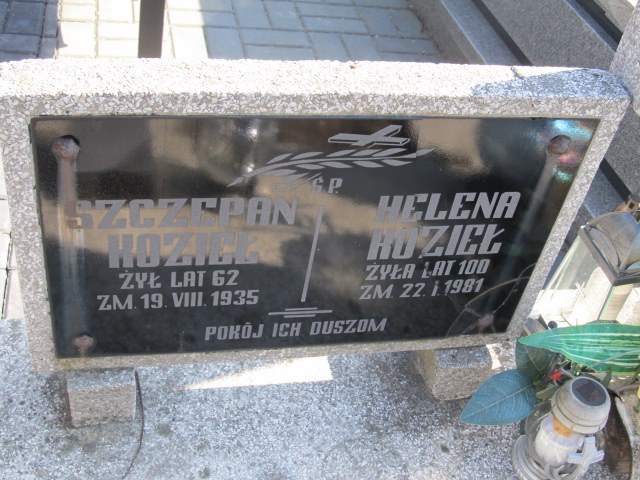 Ś.P.
SZCZEPAN
KOZIEŁ
ŻYŁ LAT 62
ZM. 19. VIII. 1935
HELENA
KOZIEŁ
ŻYŁA LAT 100
ZM. 22. I. 1981
POKÓJ ICH DUSZOM